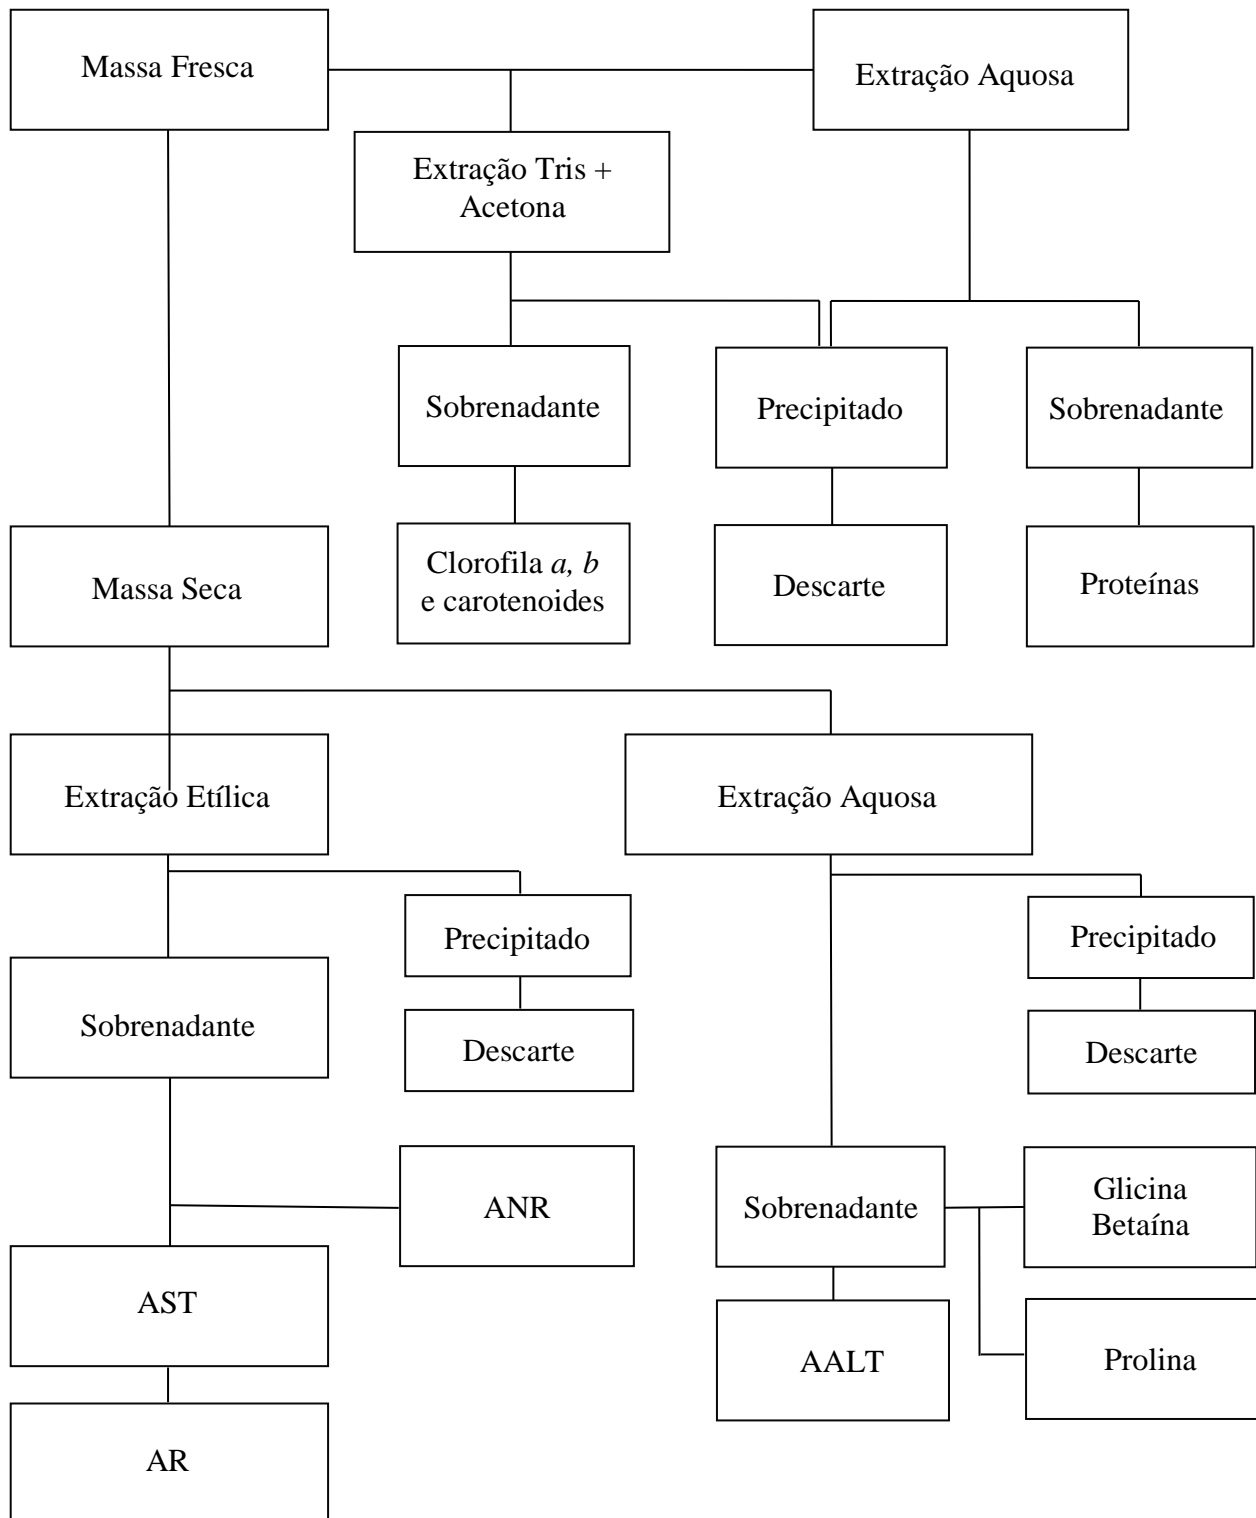 Massa Fresca
Extração Aquosa
Extração Tris +
Acetona
Sobrenadante
Precipitado
Sobrenadante
Massa Seca
Clorofila a, b
e carotenoides
Descarte
Proteínas
Extração Etílica
Extração Aquosa
Precipitado
Precipitado
Sobrenadante
Descarte
Descarte
ANR
Sobrenadante
Glicina
Betaína
AST
AALT
Prolina
AR